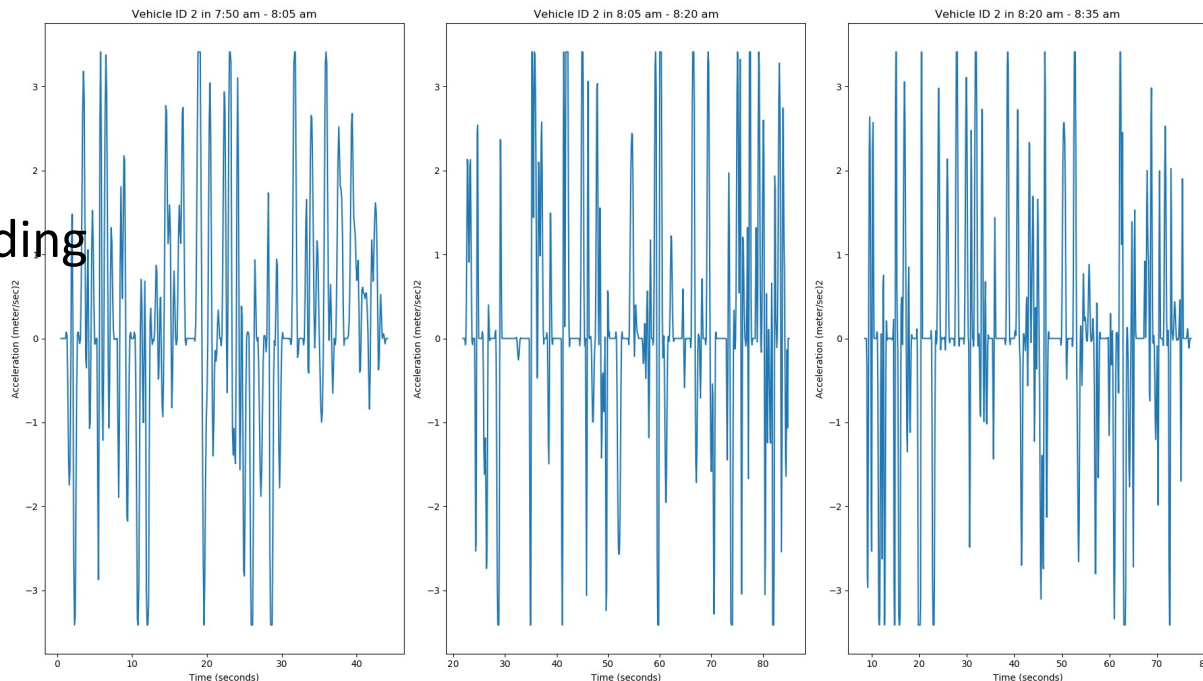 Vehicle ID 2 in 7:50 am - 8:05 am
Vehicle ID 2 in 8:05 am - 8:20 am
Vehicle ID 2 in 8:20 am - 8:35 am
ding
3
2
1
0
−1
−2
−3
Acceleration (meter/sec)2
0 10 20 30 40
Time (seconds)
3
2
1
0
−1
−2
−3
Acceleration (meter/sec)2
20 30 40 50 60 70 80
Time (seconds)
3
2
1
0
−1
−2
−3
Acceleration (meter/sec)2
10 20 30 40 50 60 70
Time (seconds)